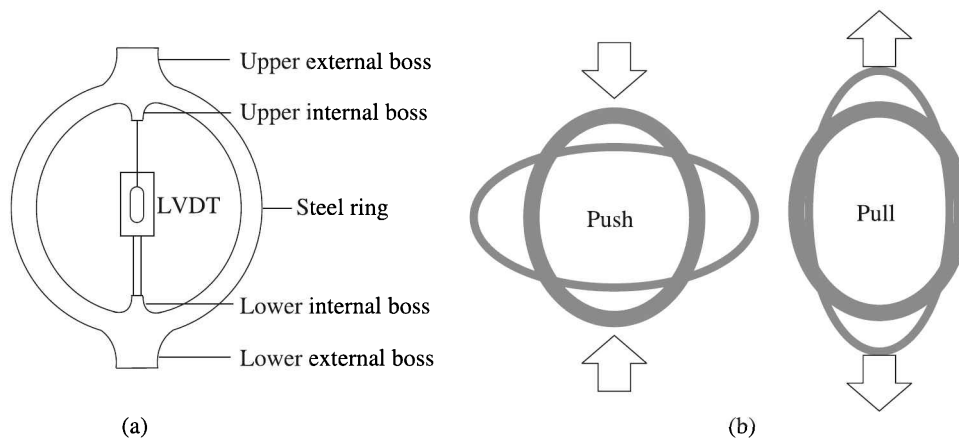 Upper external boss
Upper internal boss
LVDT
Steel ring
Lower internal boss
Lower external boss
(a)
Push
Pull
(b)